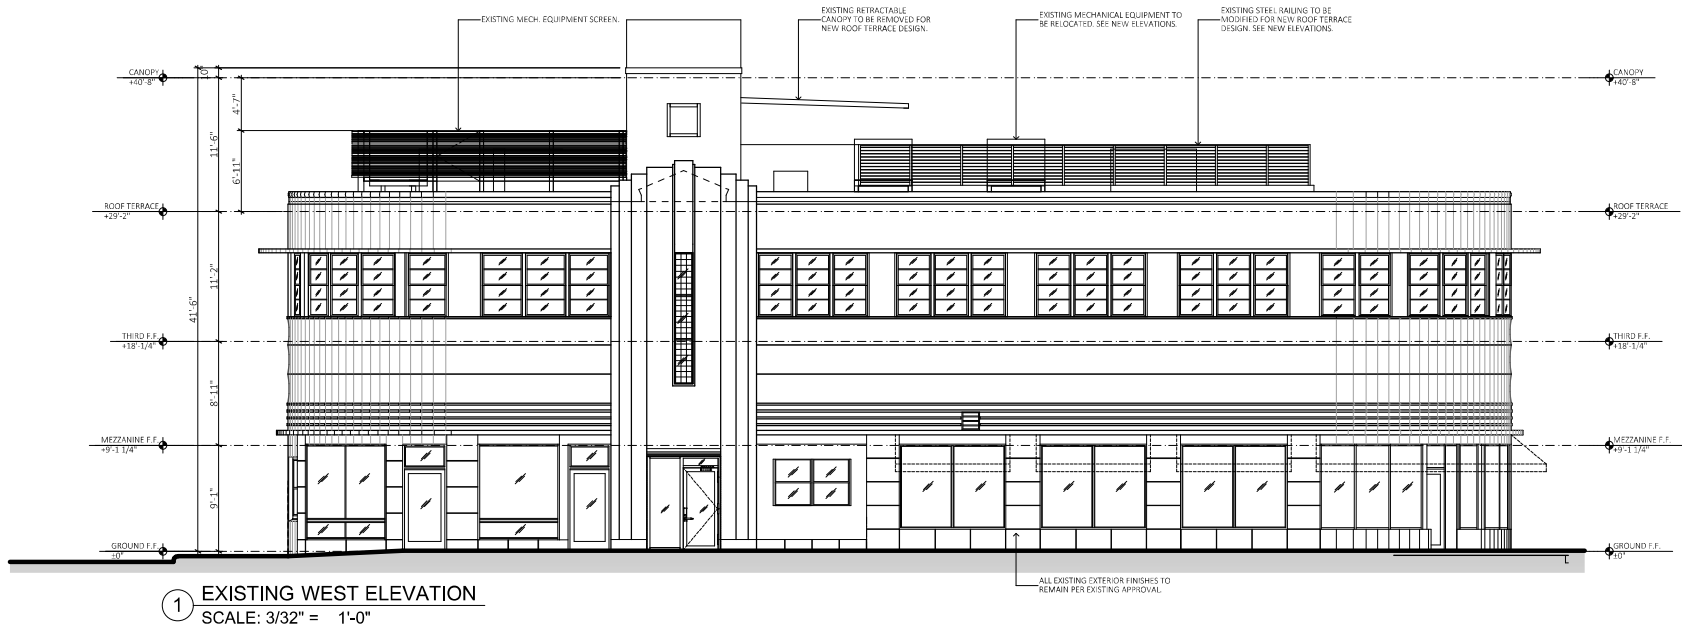 EXISTING MECH. EQUIPMENT SCREEN.
EXISTING RETRACTABLE
CANOPY TO BE REMOVED FOR
NEW ROOF TERRACE DESIGN.
EXISTING MECHANICAL EQUIPMENT TO
BE RELOCATED. SEE NEW ELEVATIONS.
EXISTING STEEL RAILING TO BE
MODIFIED FOR NEW ROOF TERRACE
DESIGN. SEE NEW ELEVATIONS.
CANOPY
+40'-8"
10"
4'-7"
11'-6"
6'-11"
CANOPY
+40'-8"
ROOF TERRACE
+29'-2"
ROOF TERRACE
+29'-2"
11'-2"
41'-6"
THIRD F.F.
+18'-1/4"
THIRD F.F.
+18'-1/4"
8'-11"
MEZZANINE F.F.
+9'-1 1/4"
MEZZANINE F.F.
+9'-1 1/4"
9'-1"
GROUND F.F.
±0"
GROUND F.F.
±0"
ALL EXISTING EXTERIOR FINISHES TO
REMAIN PER EXISTING APPROVAL.
1 EXISTING WEST ELEVATION
SCALE: 3/32" = 1'-0"